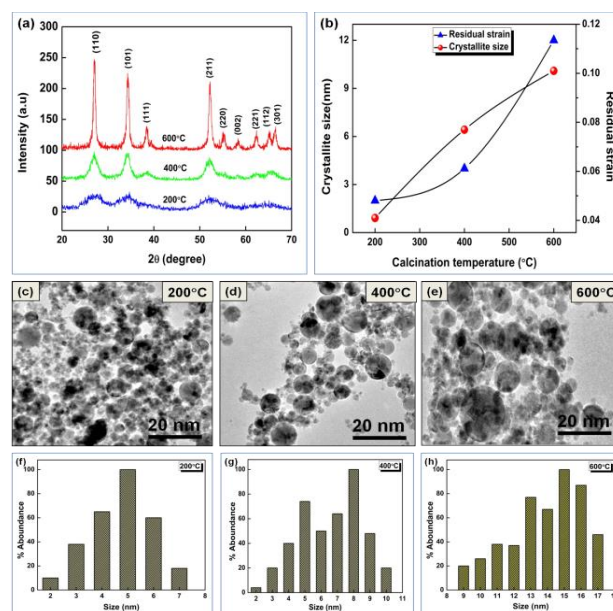 (a)
300
250
200
150
100
50
0
Intensity (a.u)
(110)
(101)
(111)
(211)
(220)
(002)
(221)
(112)
(301)
600°C
400°C
200°C
20 30 40 50 60 70
2θ (degree)
(b)
Residual strain
Crystallite size
12
9
6
3
0
Crystallite size(nm)
0.12
0.10
0.08
0.06
0.04
Residual strain
200 300 400 500 600
Calcination temperature (°C)
(c) 200°C
20 nm
(d) 400°C
20 nm
(e) 600°C
20 nm
(f) 200°C
100
80
60
40
20
0
% Aboundance
2 3 4 5 6 7 8
Size (nm)
(g) 400°C
100
80
60
40
20
0
% Aboundance
2 3 4 5 6 7 8 9 10 11
Size (nm)
(h) 600°C
100
80
60
40
20
0
% Aboundance
8 9 10 11 12 13 14 15 16 17 18
Size (nm)